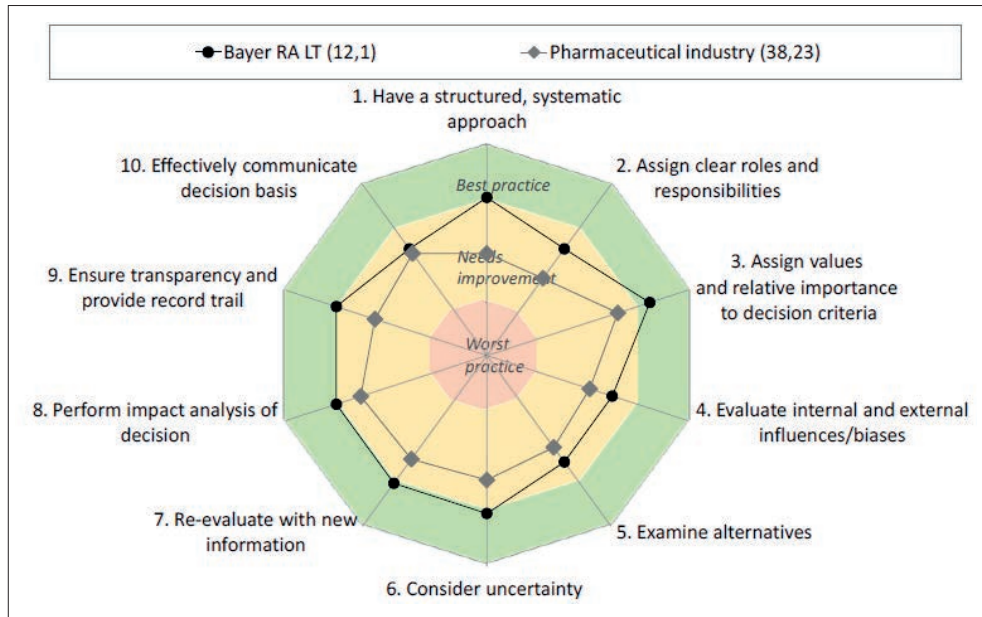 Bayer RA LT (12,1)
Pharmaceutical industry (38,23)
1. Have a structured, systematic
approach
10. Effectively communicate
decision basis
Best practice
2. Assign clear roles and
responsibilities
Needs
improvement
9. Ensure transparency and
provide record trail
3. Assign values
and relative importance
to decision criteria
Worst
practice
8. Perform impact analysis of
decision
4. Evaluate internal and external
influences/biases
7. Re-evaluate with new
information
5. Examine alternatives
6. Consider uncertainty